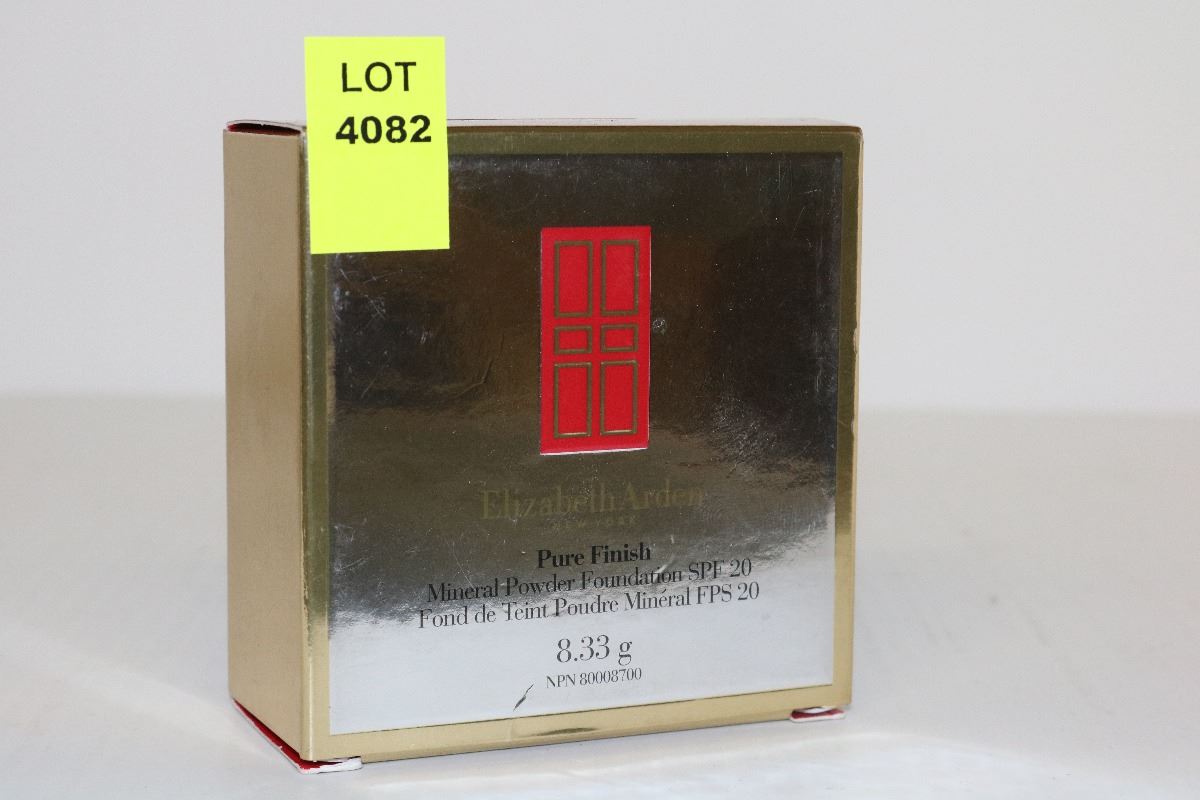 LOT
4082
Elizabeth Arden
NEW YORK
Pure Finish
Mineral Powder Foundation SPF 20
Fond de Teint Poudre Minéral FPS 20
8.33 g
NPN 80008700